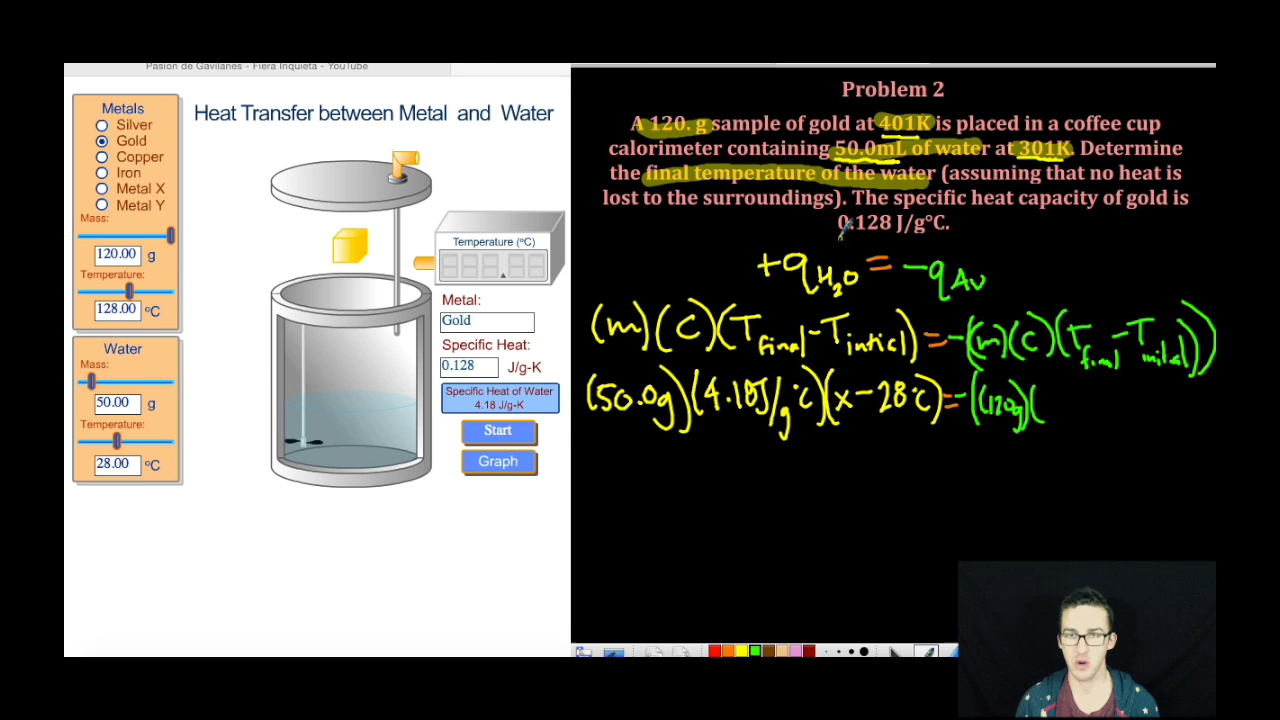 Pasión de Gavilanes - Fiera Inquieta - YouTube
Metals
Silver
Gold
Copper
Iron
Metal X
Metal Y
Mass:
120.00 g
Temperature:
128.00 °C
Water
Mass:
50.00 g
Temperature:
28.00 °C
Heat Transfer between Metal and Water
Temperature (°C)
Metal:
Gold
Specific Heat:
0.128 J/g-K
Specific Heat of Water
4.18 J/g-K
Start
Graph
Problem 2
A 120. g sample of gold at 401K is placed in a coffee cup
calorimeter containing 50.0mL of water at 301K. Determine
the final temperature of the water (assuming that no heat is
lost to the surroundings). The specific heat capacity of gold is
0.128 J/g°C.
+q H₂O = -q Au
(m)(C)(Tfinal-Tintial) = -((m)(C)(Tfinal-Tinitial))
(50.0g)(4.18J/g°C)(x-28°C) = -((120g)(